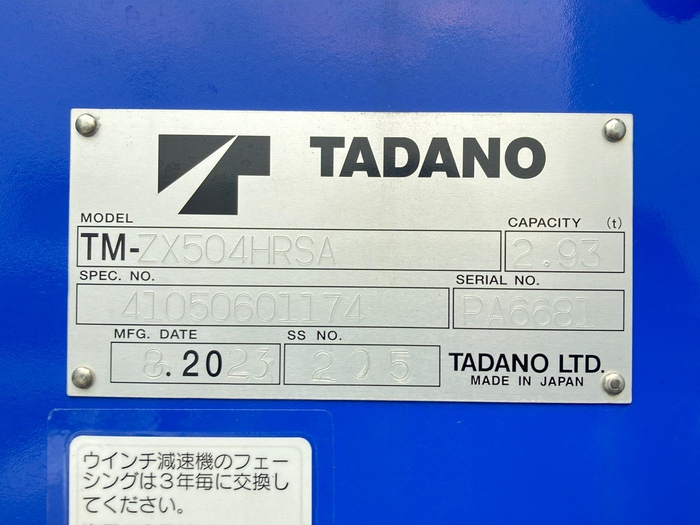 TADANO
MODEL
CAPACITY (t)
TM-ZX504HRSA
2.93
SPEC. NO.
SERIAL NO.
41050601174
PA6681
MFG. DATE
SS NO.
8.2023
TADANO LTD.
MADE IN JAPAN
ウインチ減速機のフェー
シングは3年毎に交換し
てください。